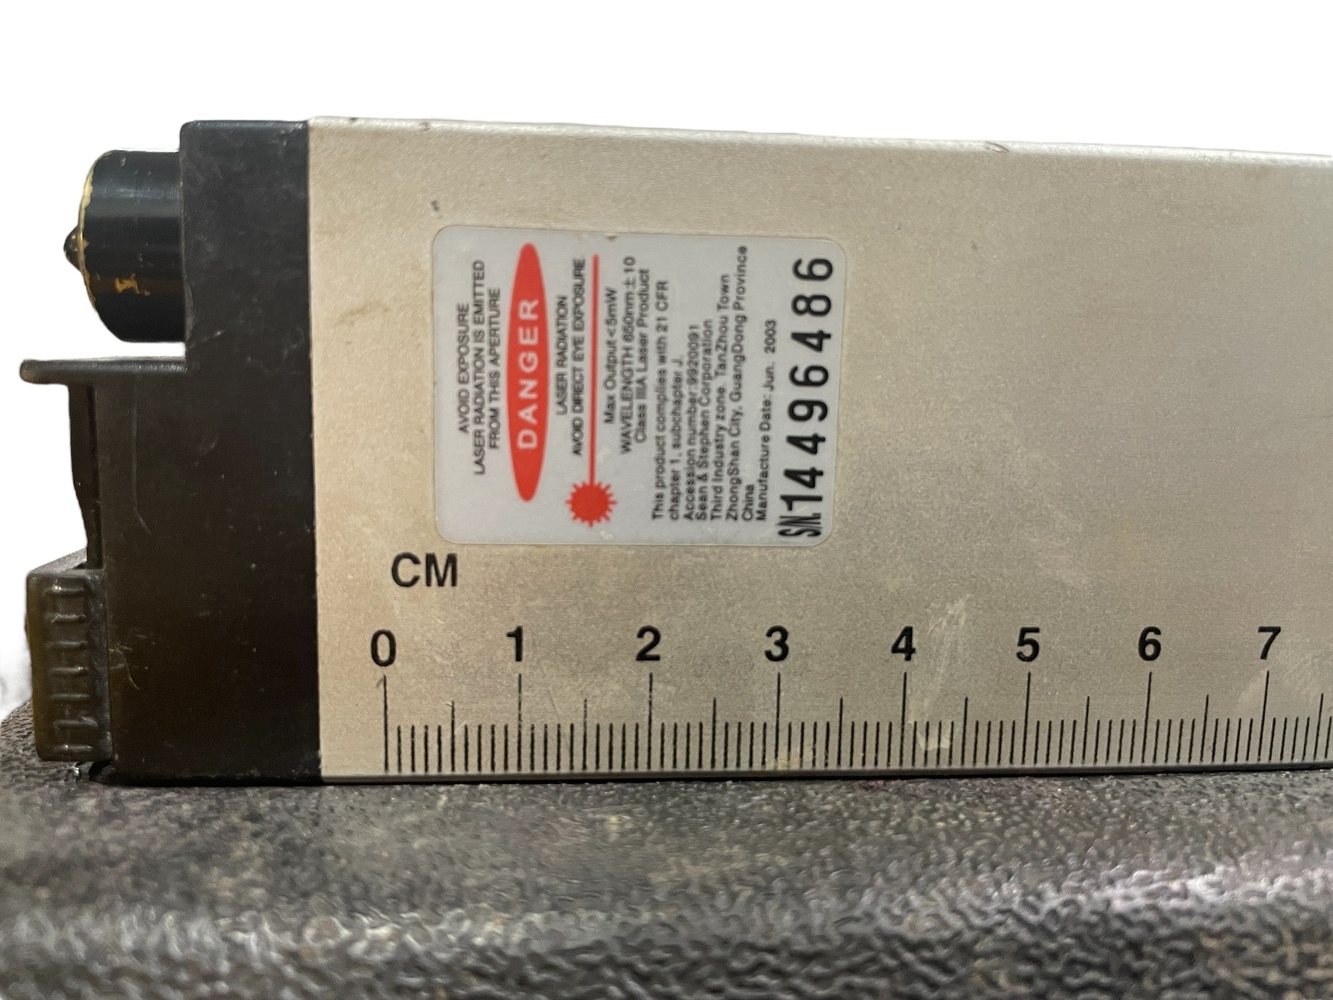 AVOID EXPOSURE
LASER RADIATION IS EMITTED
FROM THIS APERTURE
DANGER
LASER RADIATION
AVOID DIRECT EYE EXPOSURE
Max Output <5mW
WAVELENGTH 650nm ± 10
Class IIIA Laser Product
This product complies with 21 CFR
chapter 1, subchapter J.
Accession number:9920091
Sean & Stephen Corporation
Third Industry zone. TanZhou Town
ZhongShan City, GuangDong Province
China
Manufacture Date: Jun. 2003
S/N.14496486
CM
0 1 2 3 4 5 6 7